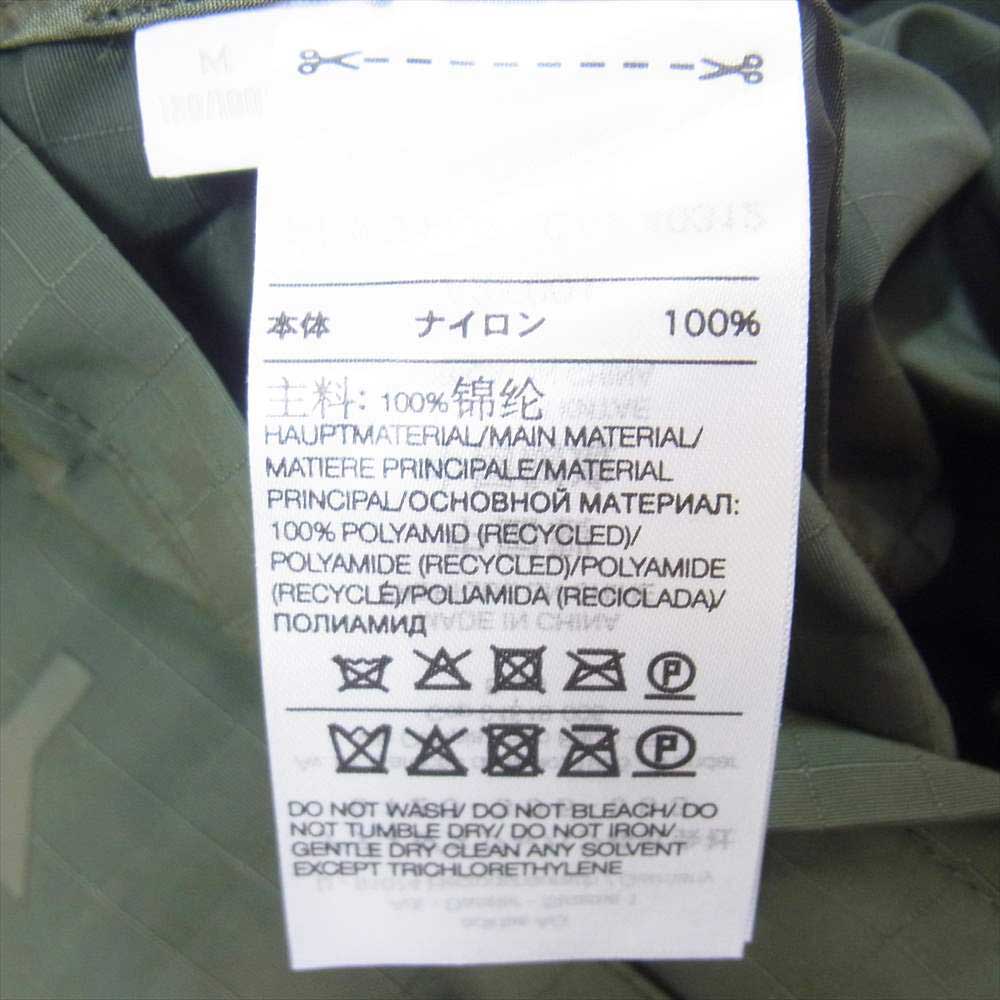 M
本体 ナイロン 100%
主料: 100%锦纶
HAUPTMATERIAL/MAIN MATERIAL/
MATIERE PRINCIPALE/MATERIAL
PRINCIPAL/ОСНОВНОЙ МАТЕРИАЛ:
100% POLYAMID (RECYCLED)/
POLYAMIDE (RECYCLED)/POLYAMIDE
(RECYCLÉ)/POLIAMIDA (RECICLADA)/
ПОЛИАМИД
P
P
DO NOT WASH/ DO NOT BLEACH/ DO
NOT TUMBLE DRY/ DO NOT IRON/
GENTLE DRY CLEAN ANY SOLVENT
EXCEPT TRICHLORETHYLENE